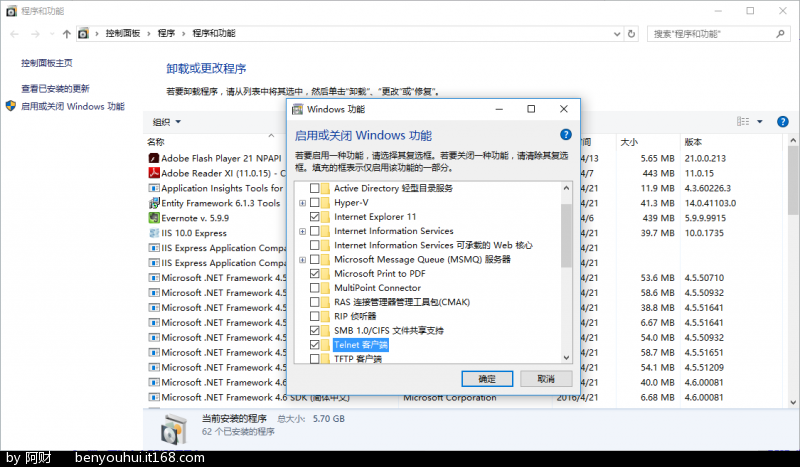 程序和功能
控制面板 › 程序 › 程序和功能
搜索"程序和功能"
控制面板主页
查看已安装的更新
启用或关闭 Windows 功能
卸载或更改程序
若要卸载程序，请从列表中将其选中，然后单击"卸载"、"更改"或"修复"。
组织
名称
间
大小
版本
Adobe Flash Player 21 NPAPI
/4/13
5.65 MB
21.0.0.213
Adobe Reader XI (11.0.15) - Ch
/4/7
443 MB
11.0.15
Application Insights Tools for
/4/21
11.9 MB
4.3.60226.3
Entity Framework 6.1.3 Tools
/4/21
41.3 MB
14.0.41103.0
Evernote v. 5.9.9
/4/6
439 MB
5.9.9.9915
IIS 10.0 Express
/4/21
39.7 MB
10.0.1735
IIS Express Application Compa
/4/21
IIS Express Application Compa
/4/21
Microsoft .NET Framework 4.5
/4/21
53.6 MB
4.5.50710
Microsoft .NET Framework 4.5
/4/21
58.6 MB
4.5.50932
Microsoft .NET Framework 4.5
/4/21
38.8 MB
4.5.51641
Microsoft .NET Framework 4.5
/4/21
6.67 MB
4.5.51641
Microsoft .NET Framework 4.5
/4/21
54.0 MB
4.5.50932
Microsoft .NET Framework 4.5
/4/21
58.7 MB
4.5.51651
Microsoft .NET Framework 4.5
/4/21
54.1 MB
4.5.51209
Microsoft .NET Framework 4.6
/4/21
40.0 MB
4.6.00081
Microsoft .NET Framework 4.6 SDK (简体中文)
Microsoft Corporation
2016/4/21
6.68 MB
4.6.00081
Windows 功能
启用或关闭 Windows 功能
若要启用一种功能，请选择其复选框。若要关闭一种功能，请清除其复选
框。填充的框表示仅启用该功能的一部分。
Active Directory 轻型目录服务
Hyper-V
Internet Explorer 11
Internet Information Services
Internet Information Services 可承载的 Web 核心
Microsoft Message Queue (MSMQ) 服务器
Microsoft Print to PDF
MultiPoint Connector
RAS 连接管理器管理工具包(CMAK)
RIP 侦听器
SMB 1.0/CIFS 文件共享支持
Telnet 客户端
TFTP 客户端
确定
取消
当前安装的程序 总大小: 5.70 GB
62 个已安装的程序
by 阿财 benyouhui.it168.com